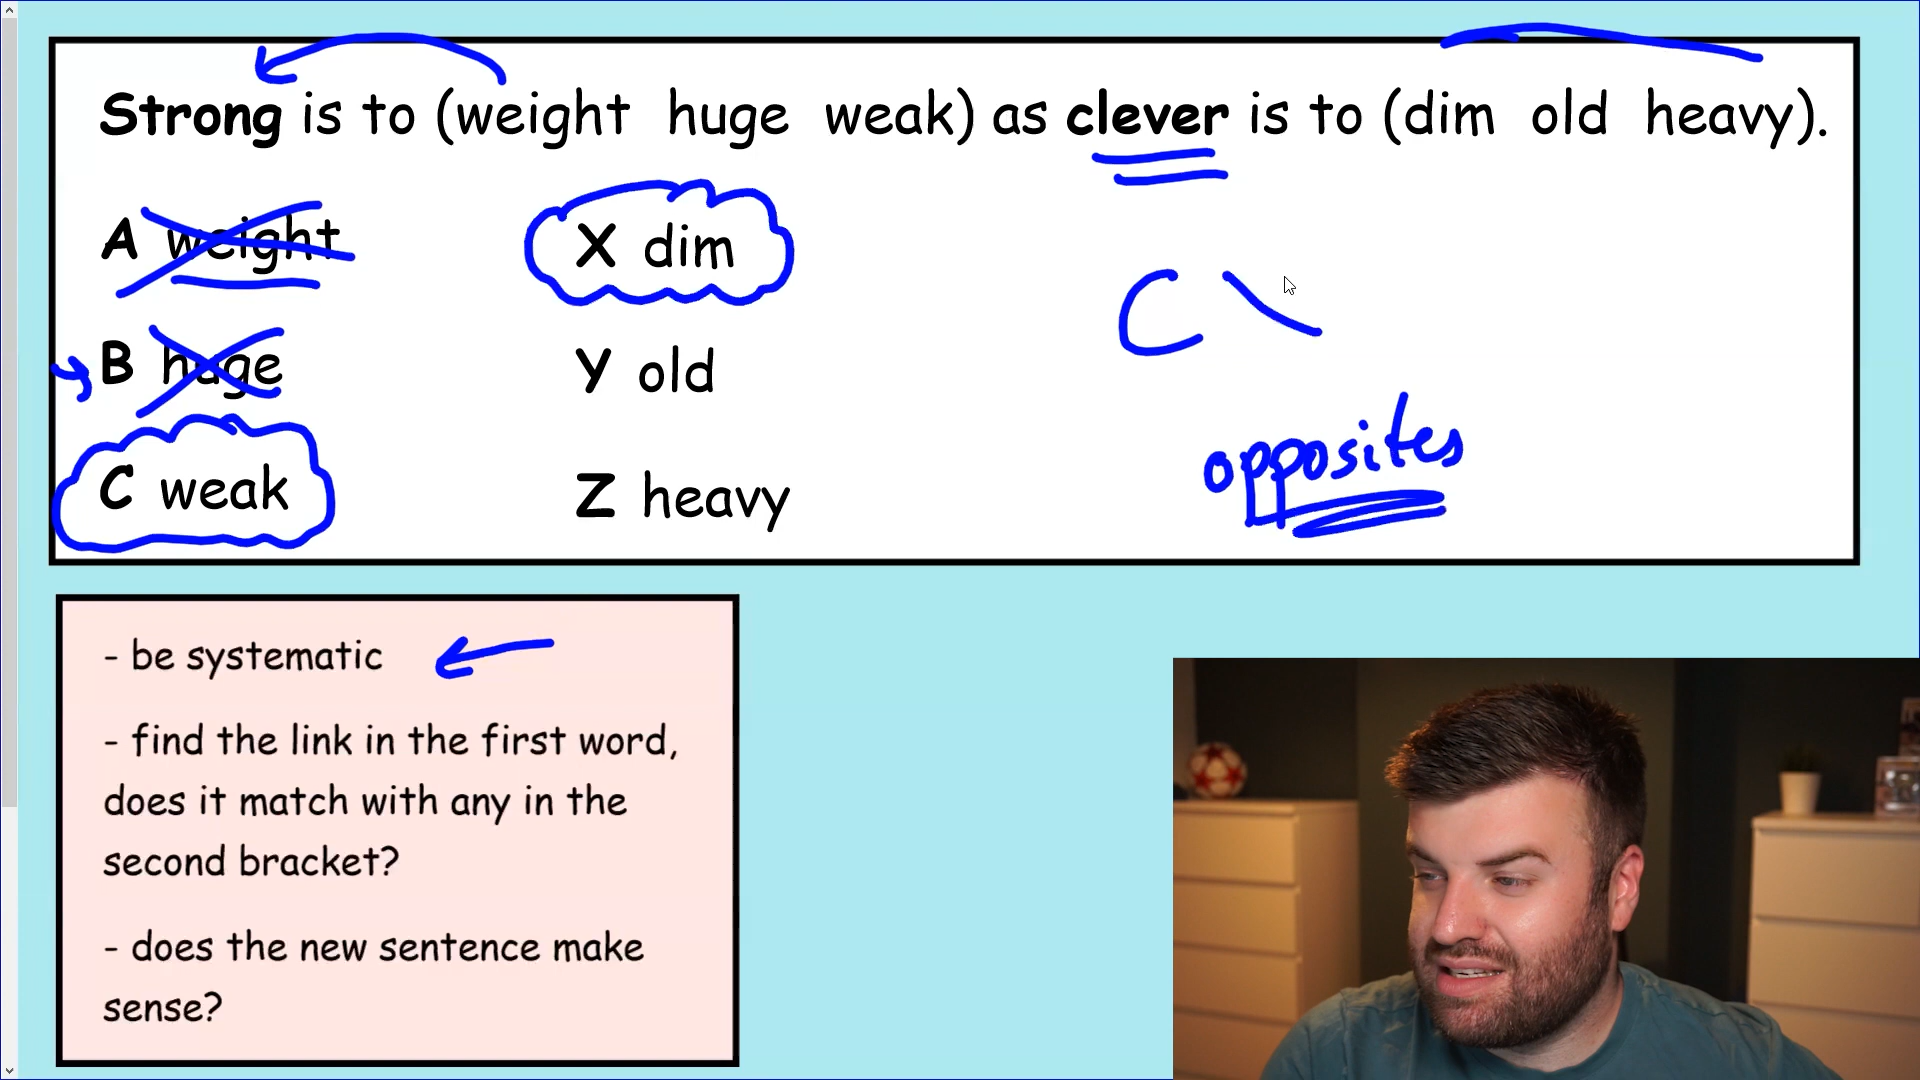 Strong is to (weight huge weak) as clever is to (dim old heavy).
A weight
X dim
B huge
Y old
C weak
Z heavy
C
opposites
- be systematic
- find the link in the first word,
does it match with any in the
second bracket?
- does the new sentence make
sense?